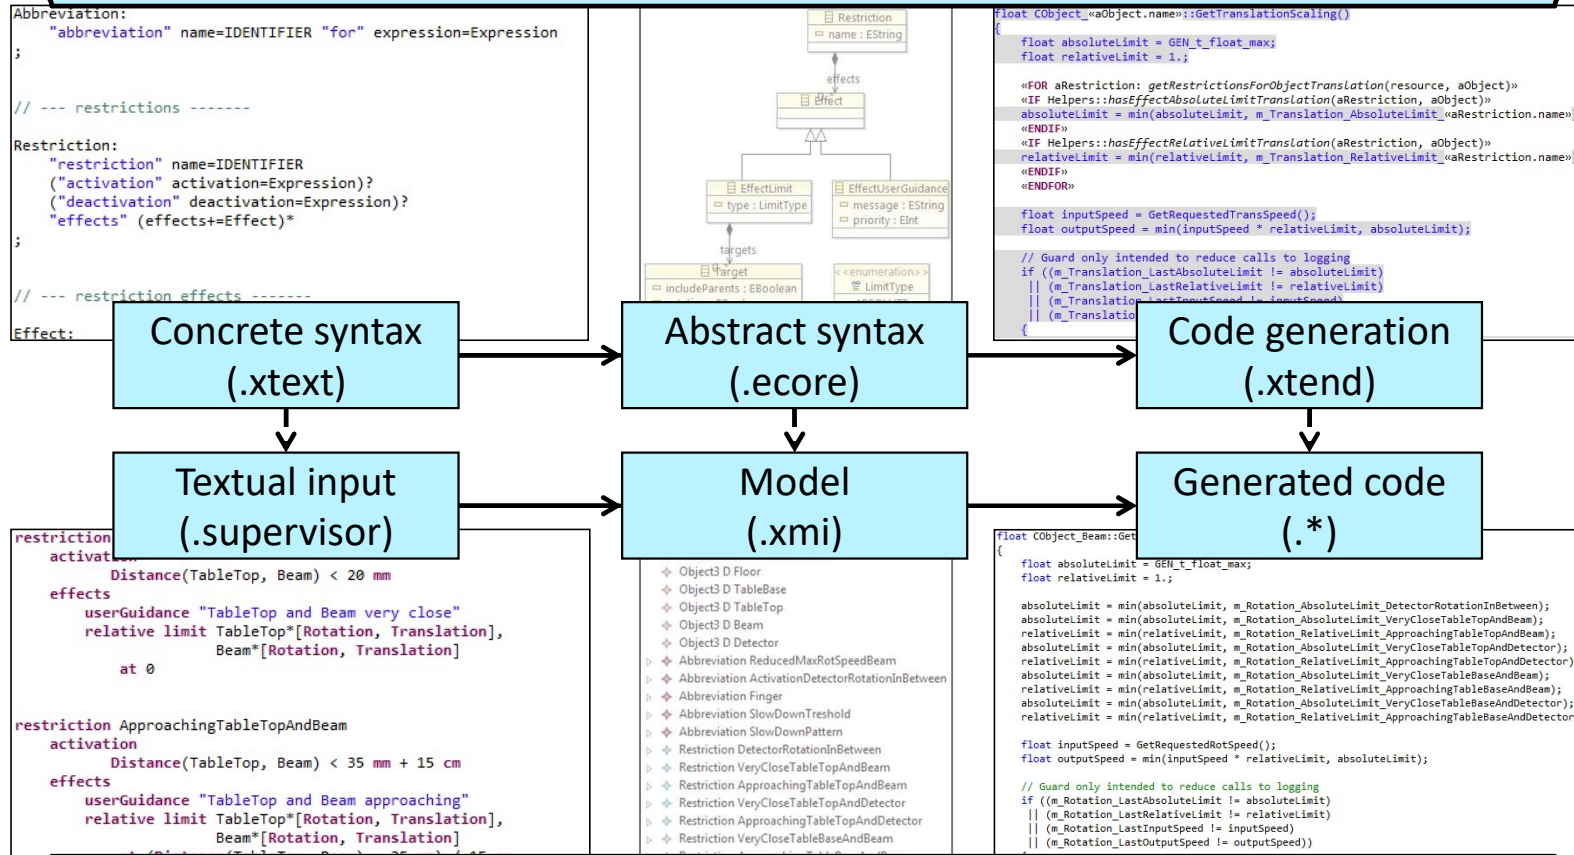 Abbreviation:
    "abbreviation" name=IDENTIFIER "for" expression=Expression
;
// --- restrictions -------
Restriction:
    "restriction" name=IDENTIFIER
    ("activation" activation=Expression)?
    ("deactivation" deactivation=Expression)?
    "effects" (effects+=Effect)*
;
// --- restriction effects -------
Effect:
Restriction
name : EString
effects
0..*
Effect
EffectLimit
type : LimitType
EffectUserGuidance
message : EString
priority : EInt
targets
0..*
Target
includeParents : EBoolean
<<enumeration>>
LimitType
float CObject_«aObject.name»::GetTranslationScaling()
{
    float absoluteLimit = GEN_t_float_max;
    float relativeLimit = 1.;
    «FOR aRestriction: getRestrictionsForObjectTranslation(resource, aObject)»
    «IF Helpers::hasEffectAbsoluteLimitTranslation(aRestriction, aObject)»
    absoluteLimit = min(absoluteLimit, m_Translation_AbsoluteLimit_«aRestriction.name»
    «ENDIF»
    «IF Helpers::hasEffectRelativeLimitTranslation(aRestriction, aObject)»
    relativeLimit = min(relativeLimit, m_Translation_RelativeLimit_«aRestriction.name»
    «ENDIF»
    «ENDFOR»
    float inputSpeed = GetRequestedTransSpeed();
    float outputSpeed = min(inputSpeed * relativeLimit, absoluteLimit);
    // Guard only intended to reduce calls to logging
    if ((m_Translation_LastAbsoluteLimit != absoluteLimit)
     || (m_Translation_LastRelativeLimit != relativeLimit)
     || (m_Translation_LastInputSpeed != inputSpeed)
     || (m_Translatio
    {
Concrete syntax
(.xtext)
Abstract syntax
(.ecore)
Code generation
(.xtend)
Textual input
(.supervisor)
Model
(.xmi)
Generated code
(.*)
restriction
    activation
            Distance(TableTop, Beam) < 20 mm
    effects
        userGuidance "TableTop and Beam very close"
        relative limit TableTop*[Rotation, Translation],
                       Beam*[Rotation, Translation]
            at 0
restriction ApproachingTableTopAndBeam
    activation
            Distance(TableTop, Beam) < 35 mm + 15 cm
    effects
        userGuidance "TableTop and Beam approaching"
        relative limit TableTop*[Rotation, Translation],
                       Beam*[Rotation, Translation]
Object3 D Floor
Object3 D TableBase
Object3 D TableTop
Object3 D Beam
Object3 D Detector
Abbreviation ReducedMaxRotSpeedBeam
Abbreviation ActivationDetectorRotationInBetween
Abbreviation Finger
Abbreviation SlowDownTreshold
Abbreviation SlowDownPattern
Restriction DetectorRotationInBetween
Restriction VeryCloseTableTopAndBeam
Restriction ApproachingTableTopAndBeam
Restriction VeryCloseTableTopAndDetector
Restriction ApproachingTableTopAndDetector
Restriction VeryCloseTableBaseAndBeam
float CObject_Beam::Get
{
    float absoluteLimit = GEN_t_float_max;
    float relativeLimit = 1.;
    absoluteLimit = min(absoluteLimit, m_Rotation_AbsoluteLimit_DetectorRotationInBetween);
    absoluteLimit = min(absoluteLimit, m_Rotation_AbsoluteLimit_VeryCloseTableTopAndBeam);
    relativeLimit = min(relativeLimit, m_Rotation_RelativeLimit_ApproachingTableTopAndBeam);
    absoluteLimit = min(absoluteLimit, m_Rotation_AbsoluteLimit_VeryCloseTableTopAndDetector);
    relativeLimit = min(relativeLimit, m_Rotation_RelativeLimit_ApproachingTableTopAndDetector)
    absoluteLimit = min(absoluteLimit, m_Rotation_AbsoluteLimit_VeryCloseTableBaseAndBeam);
    relativeLimit = min(relativeLimit, m_Rotation_RelativeLimit_ApproachingTableBaseAndBeam);
    absoluteLimit = min(absoluteLimit, m_Rotation_AbsoluteLimit_VeryCloseTableBaseAndDetector);
    relativeLimit = min(relativeLimit, m_Rotation_RelativeLimit_ApproachingTableBaseAndDetector
    float inputSpeed = GetRequestedRotSpeed();
    float outputSpeed = min(inputSpeed * relativeLimit, absoluteLimit);
    // Guard only intended to reduce calls to logging
    if ((m_Rotation_LastAbsoluteLimit != absoluteLimit)
     || (m_Rotation_LastRelativeLimit != relativeLimit)
     || (m_Rotation_LastInputSpeed != inputSpeed)
     || (m_Rotation_LastOutputSpeed != outputSpeed))